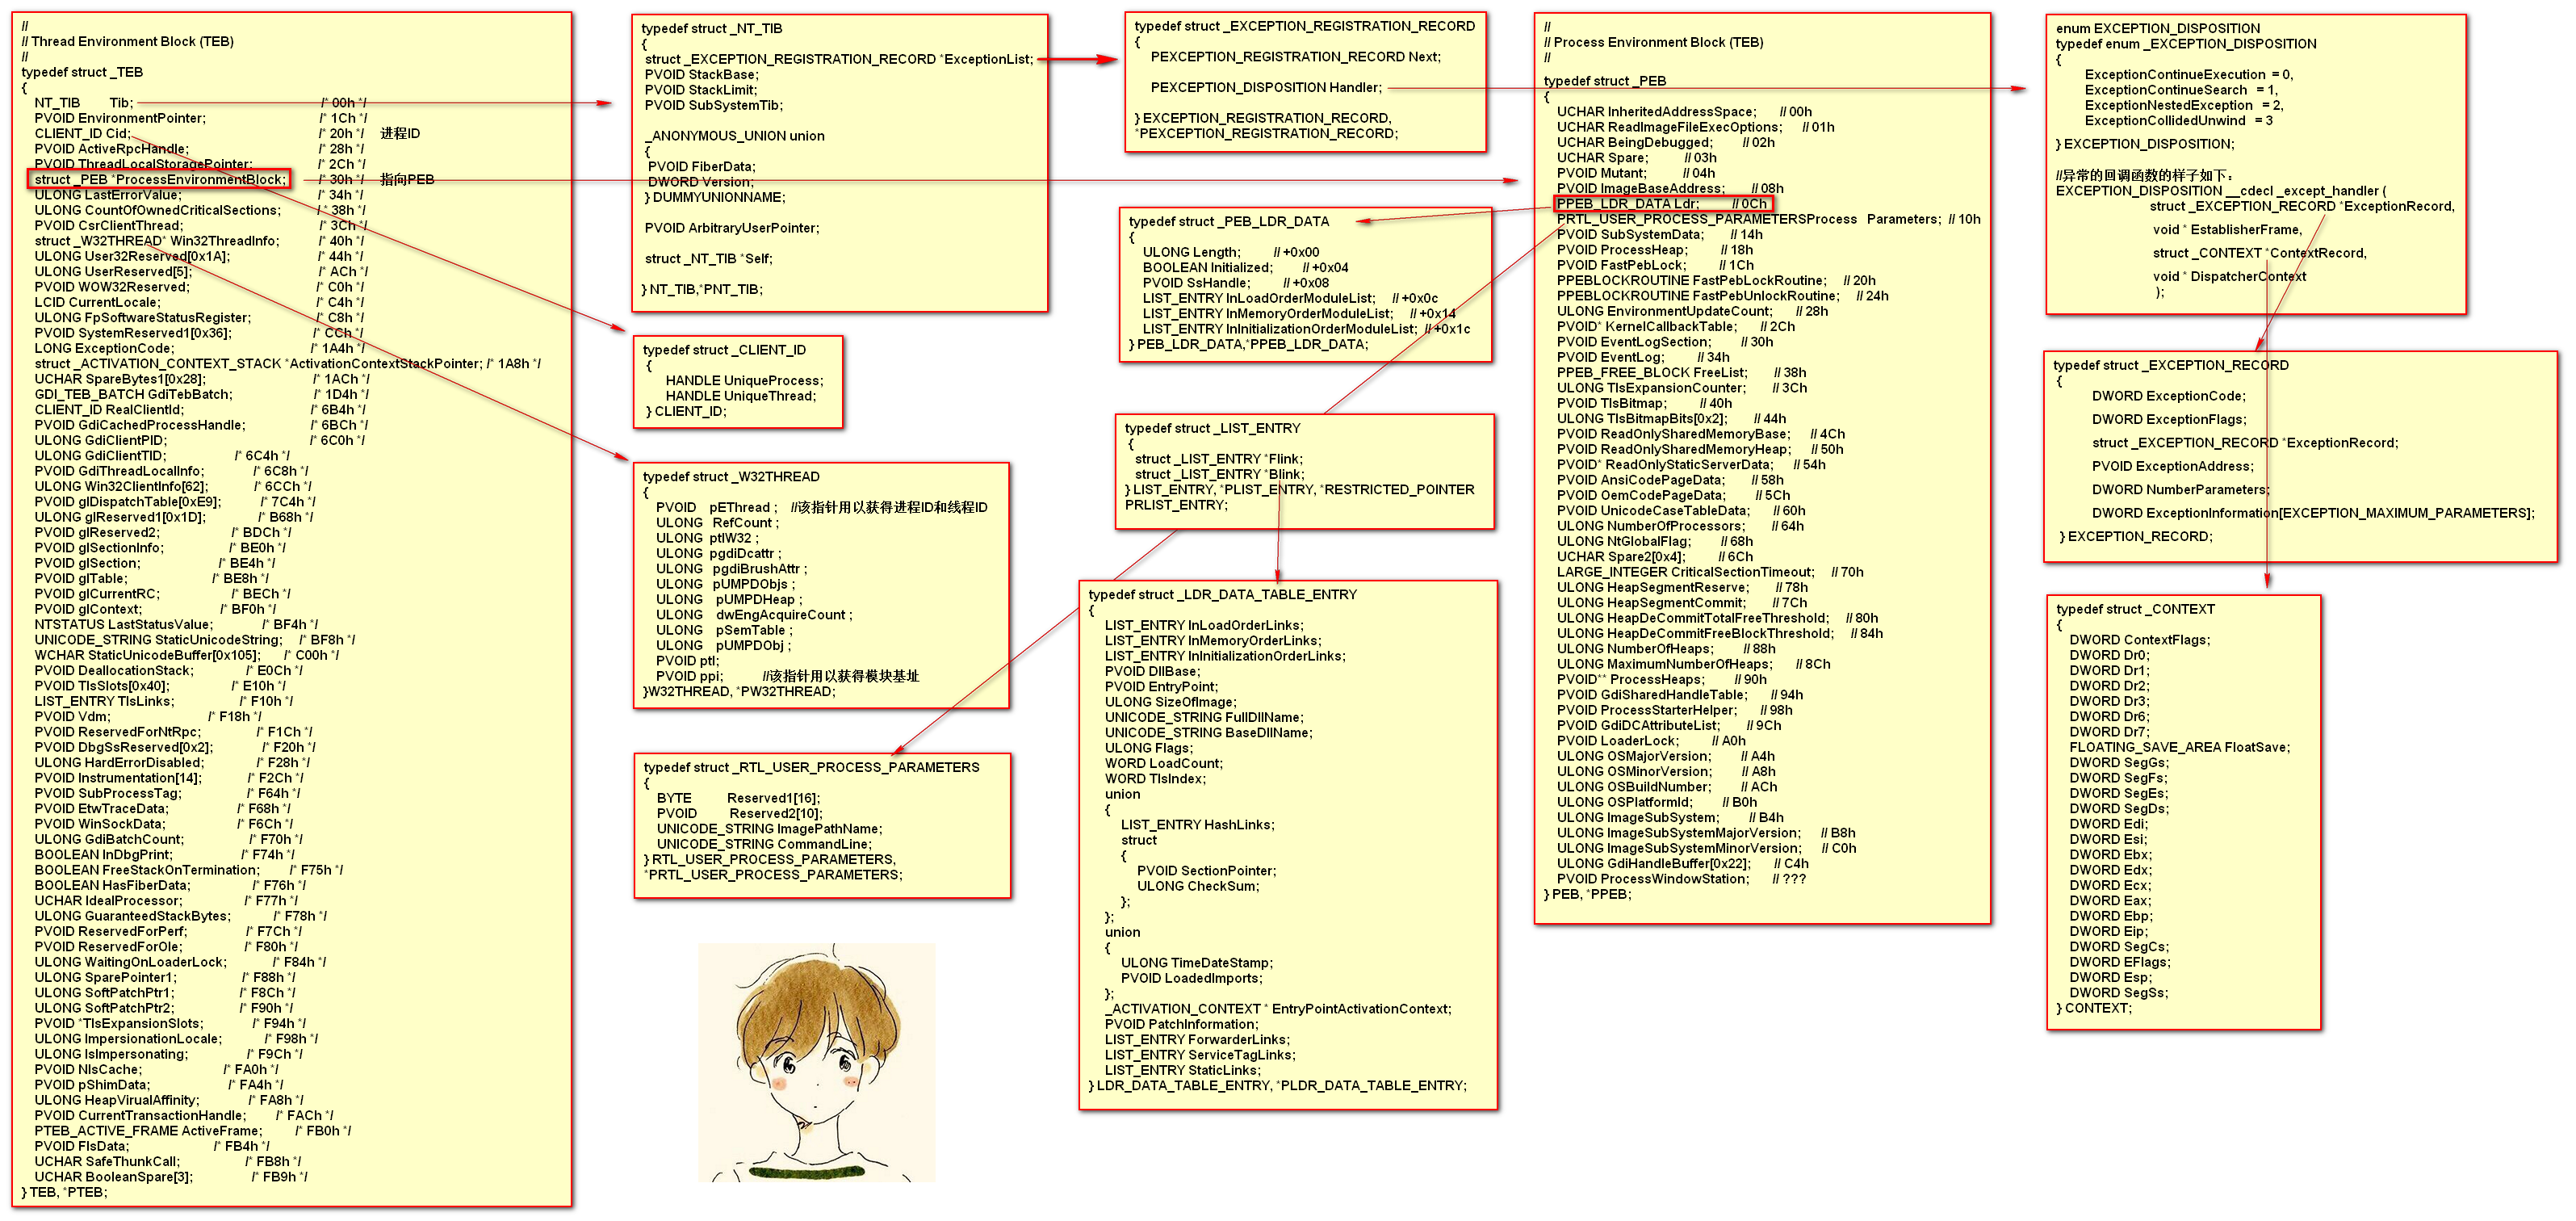 //
// Thread Environment Block (TEB)
//
typedef struct _TEB
{
NT_TIB Tib; /* 00h */
PVOID EnvironmentPointer; /* 1Ch */
CLIENT_ID Cid; /* 20h */ 进程ID
PVOID ActiveRpcHandle; /* 28h */
PVOID ThreadLocalStoragePointer; /* 2Ch */
struct _PEB *ProcessEnvironmentBlock; /* 30h */ 指向PEB
ULONG LastErrorValue; /* 34h */
ULONG CountOfOwnedCriticalSections; /* 38h */
PVOID CsrClientThread; /* 3Ch */
struct _W32THREAD* Win32ThreadInfo; /* 40h */
ULONG User32Reserved[0x1A]; /* 44h */
ULONG UserReserved[5]; /* ACh */
PVOID WOW32Reserved; /* C0h */
LCID CurrentLocale; /* C4h */
ULONG FpSoftwareStatusRegister; /* C8h */
PVOID SystemReserved1[0x36]; /* CCh */
LONG ExceptionCode; /* 1A4h */
struct _ACTIVATION_CONTEXT_STACK *ActivationContextStackPointer; /* 1A8h */
UCHAR SpareBytes1[0x28]; /* 1ACh */
GDI_TEB_BATCH GdiTebBatch; /* 1D4h */
CLIENT_ID RealClientId; /* 6B4h */
PVOID GdiCachedProcessHandle; /* 6BCh */
ULONG GdiClientPID; /* 6C0h */
ULONG GdiClientTID; /* 6C4h */
PVOID GdiThreadLocalInfo; /* 6C8h */
ULONG Win32ClientInfo[62]; /* 6CCh */
PVOID glDispatchTable[0xE9]; /* 7C4h */
ULONG glReserved1[0x1D]; /* B68h */
PVOID glReserved2; /* BDCh */
PVOID glSectionInfo; /* BE0h */
PVOID glSection; /* BE4h */
PVOID glTable; /* BE8h */
PVOID glCurrentRC; /* BECh */
PVOID glContext; /* BF0h */
NTSTATUS LastStatusValue; /* BF4h */
UNICODE_STRING StaticUnicodeString; /* BF8h */
WCHAR StaticUnicodeBuffer[0x105]; /* C00h */
PVOID DeallocationStack; /* E0Ch */
PVOID TlsSlots[0x40]; /* E10h */
LIST_ENTRY TlsLinks; /* F10h */
PVOID Vdm; /* F18h */
PVOID ReservedForNtRpc; /* F1Ch */
PVOID DbgSsReserved[0x2]; /* F20h */
ULONG HardErrorDisabled; /* F28h */
PVOID Instrumentation[14]; /* F2Ch */
PVOID SubProcessTag; /* F64h */
PVOID EtwTraceData; /* F68h */
PVOID WinSockData; /* F6Ch */
ULONG GdiBatchCount; /* F70h */
BOOLEAN InDbgPrint; /* F74h */
BOOLEAN FreeStackOnTermination; /* F75h */
BOOLEAN HasFiberData; /* F76h */
UCHAR IdealProcessor; /* F77h */
ULONG GuaranteedStackBytes; /* F78h */
PVOID ReservedForPerf; /* F7Ch */
PVOID ReservedForOle; /* F80h */
ULONG WaitingOnLoaderLock; /* F84h */
ULONG SparePointer1; /* F88h */
ULONG SoftPatchPtr1; /* F8Ch */
ULONG SoftPatchPtr2; /* F90h */
PVOID *TlsExpansionSlots; /* F94h */
ULONG ImpersionationLocale; /* F98h */
ULONG IsImpersonating; /* F9Ch */
PVOID NlsCache; /* FA0h */
PVOID pShimData; /* FA4h */
ULONG HeapVirualAffinity; /* FA8h */
PVOID CurrentTransactionHandle; /* FACh */
PTEB_ACTIVE_FRAME ActiveFrame; /* FB0h */
PVOID FlsData; /* FB4h */
UCHAR SafeThunkCall; /* FB8h */
UCHAR BooleanSpare[3]; /* FB9h */
} TEB, *PTEB;
typedef struct _NT_TIB
{
struct _EXCEPTION_REGISTRATION_RECORD *ExceptionList;
PVOID StackBase;
PVOID StackLimit;
PVOID SubSystemTib;
_ANONYMOUS_UNION union
{
PVOID FiberData;
DWORD Version;
} DUMMYUNIONNAME;
PVOID ArbitraryUserPointer;
struct _NT_TIB *Self;
} NT_TIB,*PNT_TIB;
typedef struct _CLIENT_ID
{
HANDLE UniqueProcess;
HANDLE UniqueThread;
} CLIENT_ID;
typedef struct _W32THREAD
{
PVOID pEThread ; //该指针用以获得进程ID和线程ID
ULONG RefCount ;
ULONG ptlW32 ;
ULONG pgdiDcattr ;
ULONG pgdiBrushAttr ;
ULONG pUMPDObjs ;
ULONG pUMPDHeap ;
ULONG dwEngAcquireCount ;
ULONG pSemTable ;
ULONG pUMPDObj ;
PVOID ptl;
PVOID ppi; //该指针用以获得模块基址
}W32THREAD, *PW32THREAD;
typedef struct _RTL_USER_PROCESS_PARAMETERS
{
BYTE Reserved1[16];
PVOID Reserved2[10];
UNICODE_STRING ImagePathName;
UNICODE_STRING CommandLine;
} RTL_USER_PROCESS_PARAMETERS,
*PRTL_USER_PROCESS_PARAMETERS;
typedef struct _EXCEPTION_REGISTRATION_RECORD
{
PEXCEPTION_REGISTRATION_RECORD Next;
PEXCEPTION_DISPOSITION Handler;
} EXCEPTION_REGISTRATION_RECORD,
*PEXCEPTION_REGISTRATION_RECORD;
typedef struct _PEB_LDR_DATA
{
ULONG Length; // +0x00
BOOLEAN Initialized; // +0x04
PVOID SsHandle; // +0x08
LIST_ENTRY InLoadOrderModuleList; // +0x0c
LIST_ENTRY InMemoryOrderModuleList; // +0x14
LIST_ENTRY InInitializationOrderModuleList; // +0x1c
} PEB_LDR_DATA,*PPEB_LDR_DATA;
typedef struct _LIST_ENTRY
{
struct _LIST_ENTRY *Flink;
struct _LIST_ENTRY *Blink;
} LIST_ENTRY, *PLIST_ENTRY, *RESTRICTED_POINTER
PRLIST_ENTRY;
typedef struct _LDR_DATA_TABLE_ENTRY
{
LIST_ENTRY InLoadOrderLinks;
LIST_ENTRY InMemoryOrderLinks;
LIST_ENTRY InInitializationOrderLinks;
PVOID DllBase;
PVOID EntryPoint;
ULONG SizeOfImage;
UNICODE_STRING FullDllName;
UNICODE_STRING BaseDllName;
ULONG Flags;
WORD LoadCount;
WORD TlsIndex;
union
{
LIST_ENTRY HashLinks;
struct
{
PVOID SectionPointer;
ULONG CheckSum;
};
};
union
{
ULONG TimeDateStamp;
PVOID LoadedImports;
};
_ACTIVATION_CONTEXT * EntryPointActivationContext;
PVOID PatchInformation;
LIST_ENTRY ForwarderLinks;
LIST_ENTRY ServiceTagLinks;
LIST_ENTRY StaticLinks;
} LDR_DATA_TABLE_ENTRY, *PLDR_DATA_TABLE_ENTRY;
//
// Process Environment Block (TEB)
//
typedef struct _PEB
{
UCHAR InheritedAddressSpace; // 00h
UCHAR ReadImageFileExecOptions; // 01h
UCHAR BeingDebugged; // 02h
UCHAR Spare; // 03h
PVOID Mutant; // 04h
PVOID ImageBaseAddress; // 08h
PPEB_LDR_DATA Ldr; // 0Ch
PRTL_USER_PROCESS_PARAMETERSProcess Parameters; // 10h
PVOID SubSystemData; // 14h
PVOID ProcessHeap; // 18h
PVOID FastPebLock; // 1Ch
PPEBLOCKROUTINE FastPebLockRoutine; // 20h
PPEBLOCKROUTINE FastPebUnlockRoutine; // 24h
ULONG EnvironmentUpdateCount; // 28h
PVOID* KernelCallbackTable; // 2Ch
PVOID EventLogSection; // 30h
PVOID EventLog; // 34h
PPEB_FREE_BLOCK FreeList; // 38h
ULONG TlsExpansionCounter; // 3Ch
PVOID TlsBitmap; // 40h
ULONG TlsBitmapBits[0x2]; // 44h
PVOID ReadOnlySharedMemoryBase; // 4Ch
PVOID ReadOnlySharedMemoryHeap; // 50h
PVOID* ReadOnlyStaticServerData; // 54h
PVOID AnsiCodePageData; // 58h
PVOID OemCodePageData; // 5Ch
PVOID UnicodeCaseTableData; // 60h
ULONG NumberOfProcessors; // 64h
ULONG NtGlobalFlag; // 68h
UCHAR Spare2[0x4]; // 6Ch
LARGE_INTEGER CriticalSectionTimeout; // 70h
ULONG HeapSegmentReserve; // 78h
ULONG HeapSegmentCommit; // 7Ch
ULONG HeapDeCommitTotalFreeThreshold; // 80h
ULONG HeapDeCommitFreeBlockThreshold; // 84h
ULONG NumberOfHeaps; // 88h
ULONG MaximumNumberOfHeaps; // 8Ch
PVOID** ProcessHeaps; // 90h
PVOID GdiSharedHandleTable; // 94h
PVOID ProcessStarterHelper; // 98h
PVOID GdiDCAttributeList; // 9Ch
PVOID LoaderLock; // A0h
ULONG OSMajorVersion; // A4h
ULONG OSMinorVersion; // A8h
ULONG OSBuildNumber; // ACh
ULONG OSPlatformId; // B0h
ULONG ImageSubSystem; // B4h
ULONG ImageSubSystemMajorVersion; // B8h
ULONG ImageSubSystemMinorVersion; // C0h
ULONG GdiHandleBuffer[0x22]; // C4h
PVOID ProcessWindowStation; // ???
} PEB, *PPEB;
enum EXCEPTION_DISPOSITION
typedef enum _EXCEPTION_DISPOSITION
{
ExceptionContinueExecution = 0,
ExceptionContinueSearch = 1,
ExceptionNestedException = 2,
ExceptionCollidedUnwind = 3
} EXCEPTION_DISPOSITION;
//异常的回调函数的样子如下：
EXCEPTION_DISPOSITION __cdecl _except_handler (
struct _EXCEPTION_RECORD *ExceptionRecord,
void * EstablisherFrame,
struct _CONTEXT *ContextRecord,
void * DispatcherContext
);
typedef struct _EXCEPTION_RECORD
{
DWORD ExceptionCode;
DWORD ExceptionFlags;
struct _EXCEPTION_RECORD *ExceptionRecord;
PVOID ExceptionAddress;
DWORD NumberParameters;
DWORD ExceptionInformation[EXCEPTION_MAXIMUM_PARAMETERS];
} EXCEPTION_RECORD;
typedef struct _CONTEXT
{
DWORD ContextFlags;
DWORD Dr0;
DWORD Dr1;
DWORD Dr2;
DWORD Dr3;
DWORD Dr6;
DWORD Dr7;
FLOATING_SAVE_AREA FloatSave;
DWORD SegGs;
DWORD SegFs;
DWORD SegEs;
DWORD SegDs;
DWORD Edi;
DWORD Esi;
DWORD Ebx;
DWORD Edx;
DWORD Ecx;
DWORD Eax;
DWORD Ebp;
DWORD Eip;
DWORD SegCs;
DWORD EFlags;
DWORD Esp;
DWORD SegSs;
} CONTEXT;